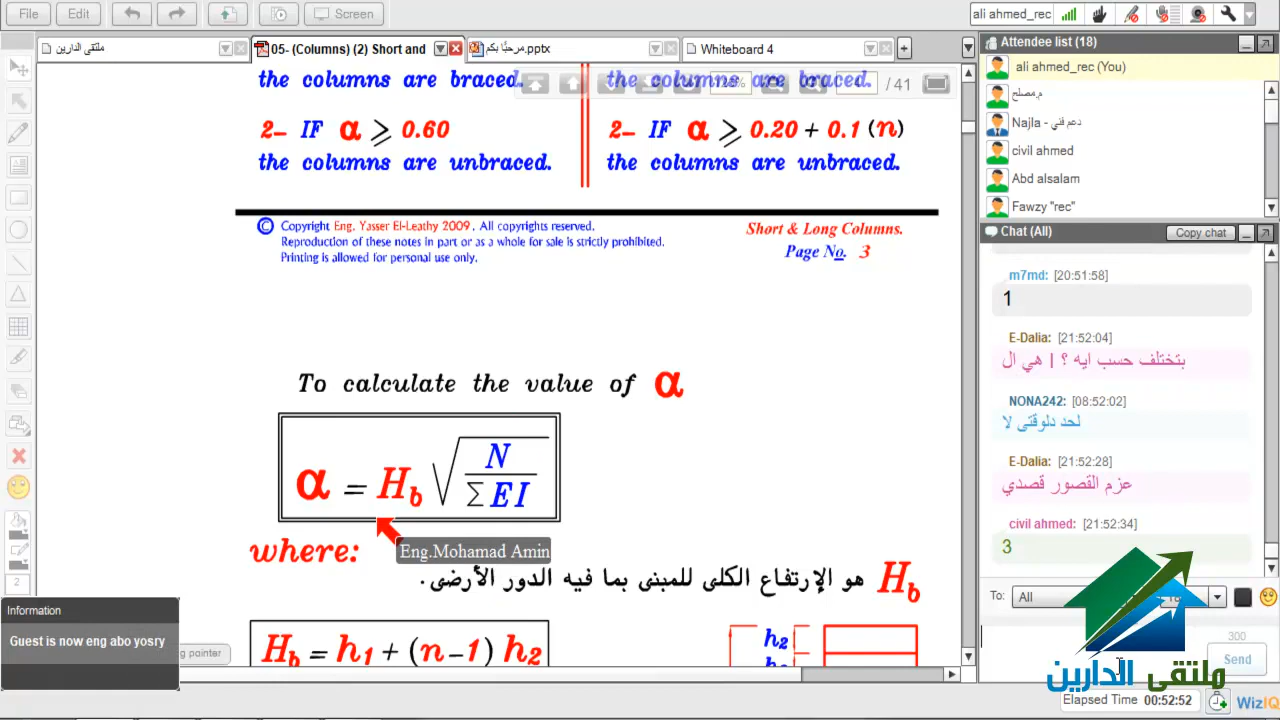 File
Edit
Screen
ali ahmed_rec
ملتقى الدارين
05- (Columns) (2) Short and
مرحبًا بكم.pptx
Whiteboard 4
/ 41
the columns are braced.
2- IF α ⩾ 0.60
the columns are unbraced.
the columns are braced.
2- IF α ⩾ 0.20 + 0.1 (n)
the columns are unbraced.
© Copyright Eng. Yasser El-Leathy 2009. All copyrights reserved.
Reproduction of these notes in part or as a whole for sale is strictly prohibited.
Printing is allowed for personal use only.
Short & Long Columns.
Page No. 3
To calculate the value of α
α = Hb √ N / Σ EI
Eng.Mohamad Amin
where:
Hb هو الإرتفاع الكلى للمبنى بما فيه الدور الأرضى.
Hb = h1 + (n-1) h2
h2
2
Information
Guest is now eng abo yosry
pointer
Attendee list (18)
ali ahmed_rec (You)
م.مصلح
Najla - دعم فني
civil ahmed
Abd alsalam
Fawzy "rec"
Chat (All)
Copy chat
m7md: [20:51:58]
1
E-Dalia: [21:52:04]
بتختلف حسب ايه ؟ I هي ال
NONA242: [08:52:02]
لحد دلوقتى لا
E-Dalia: [21:52:28]
عزم القصور قصدي
civil ahmed: [21:52:34]
3
To:
All
300
Send
ملتقى الدارين
Elapsed Time 00:52:52
WizIQ